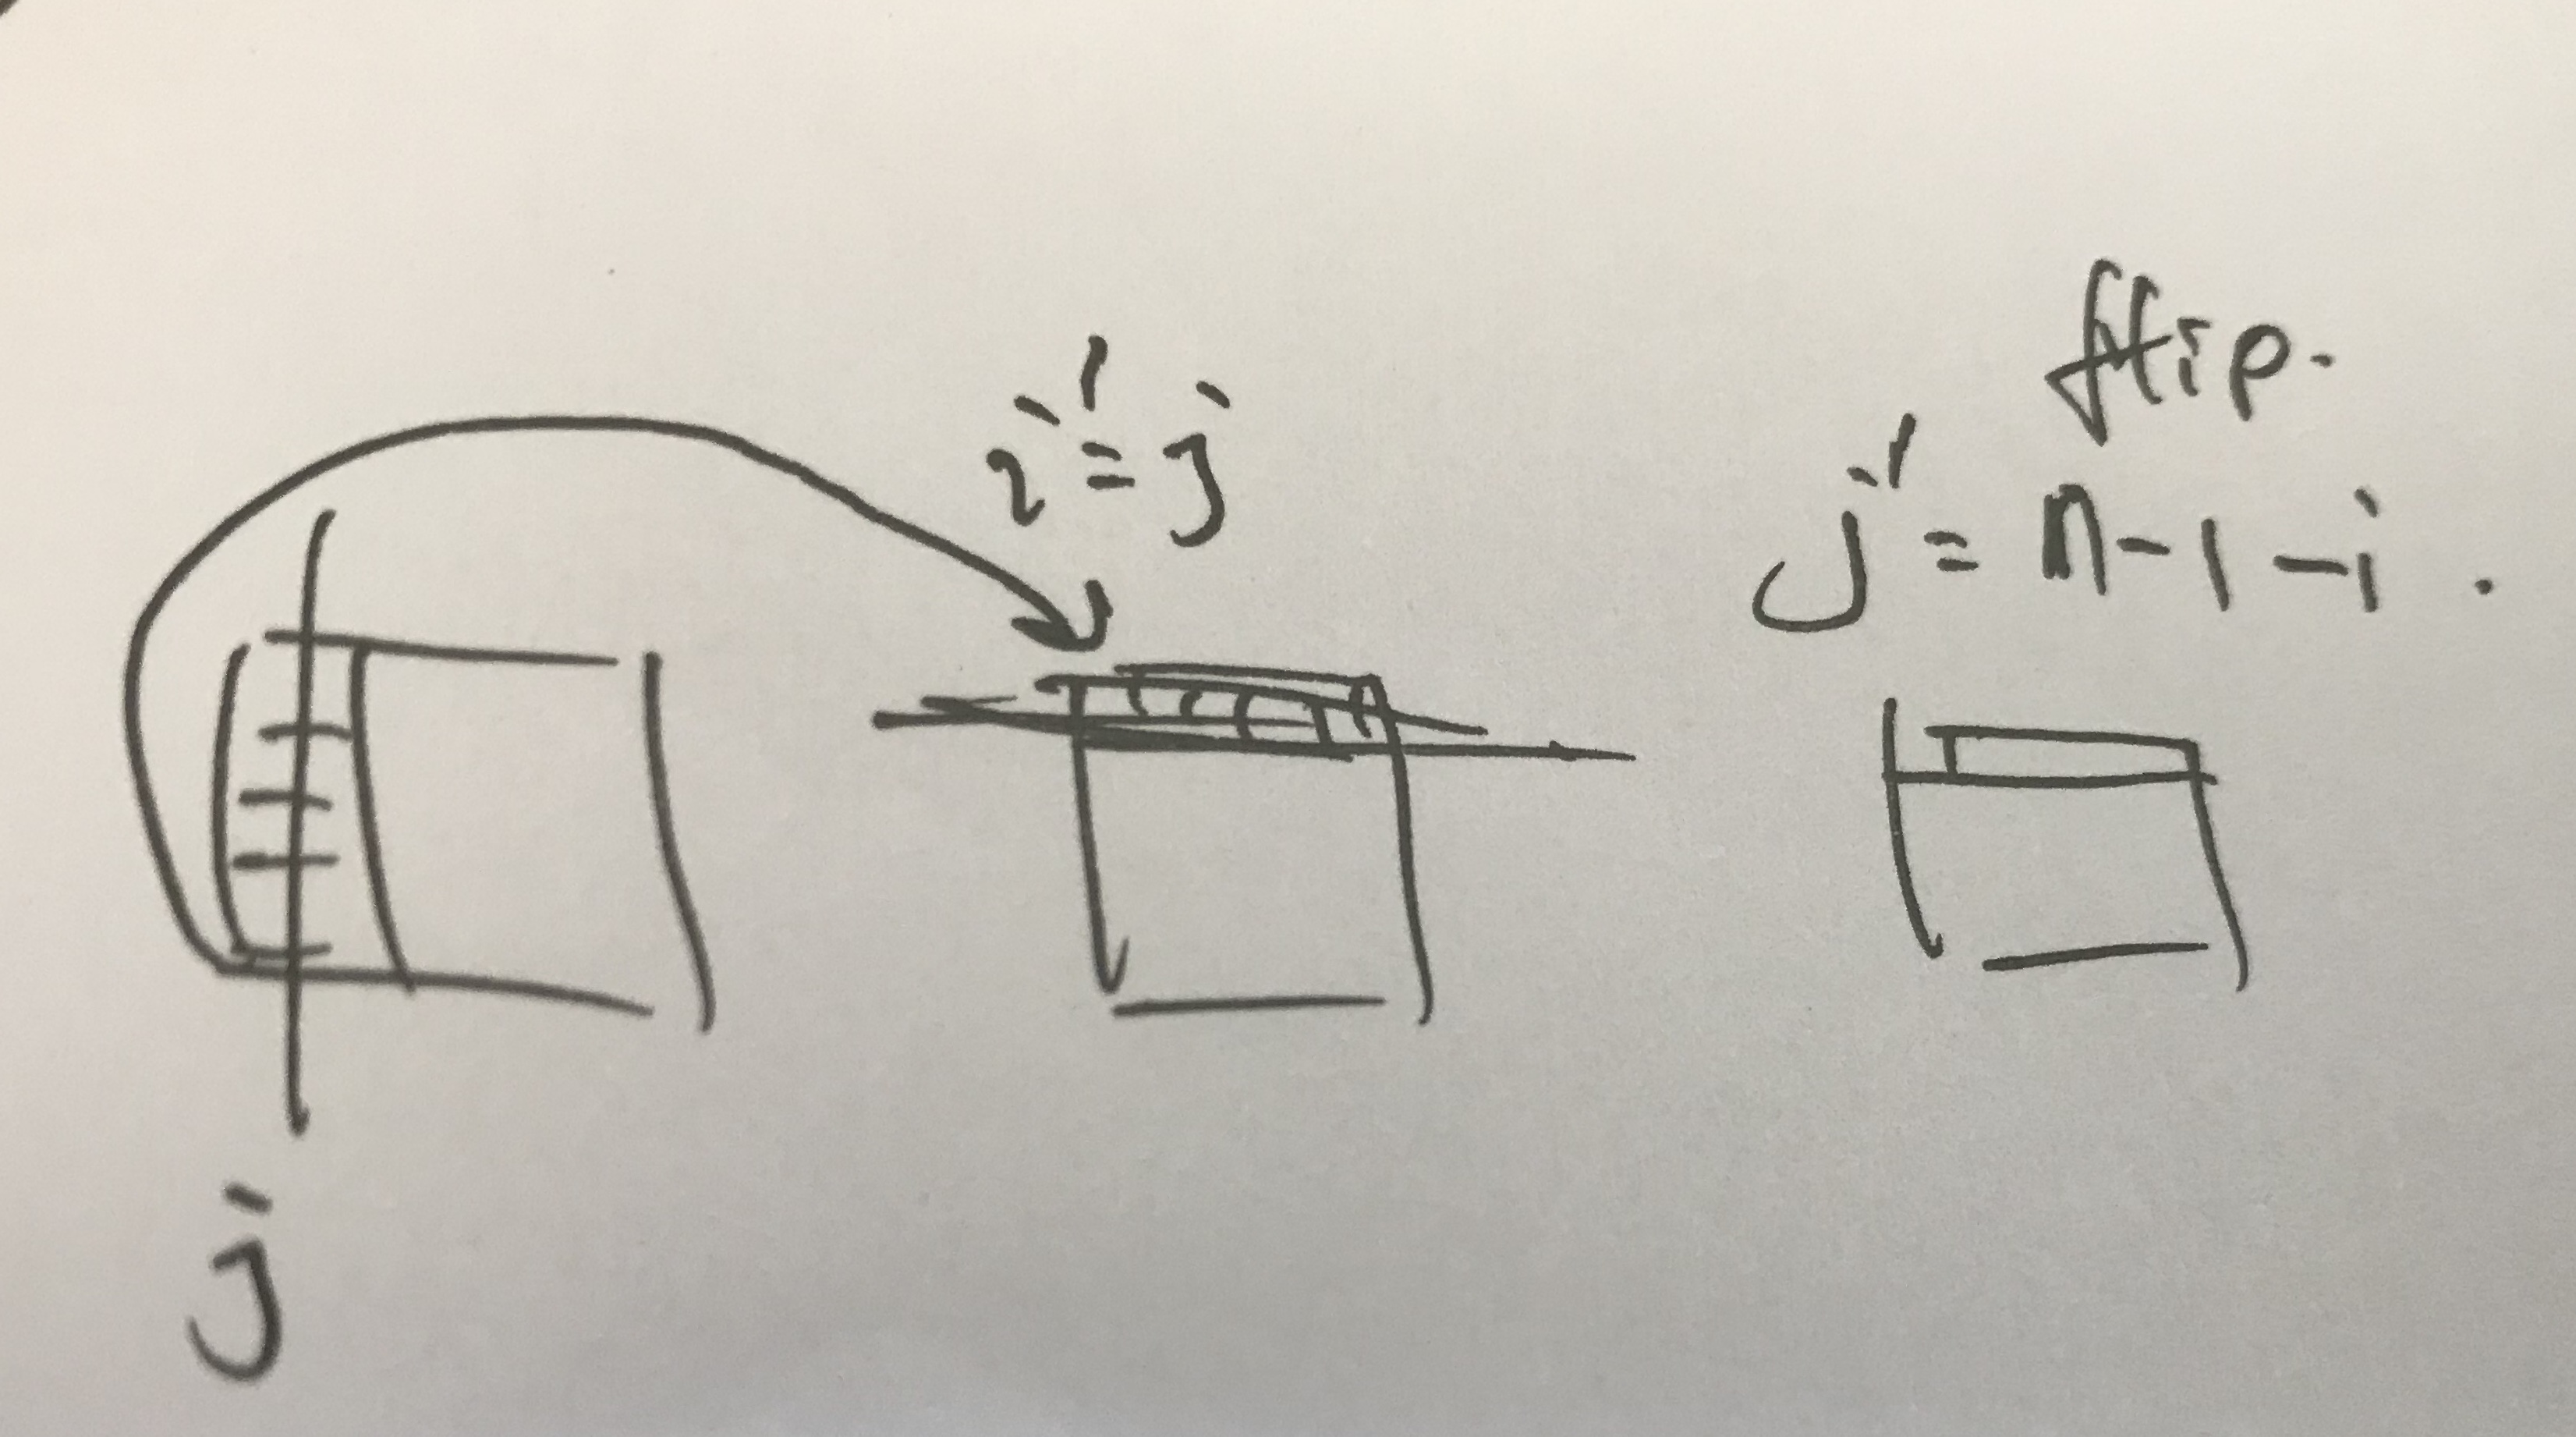 flip.
i' = j
j' = n-1-i.
j